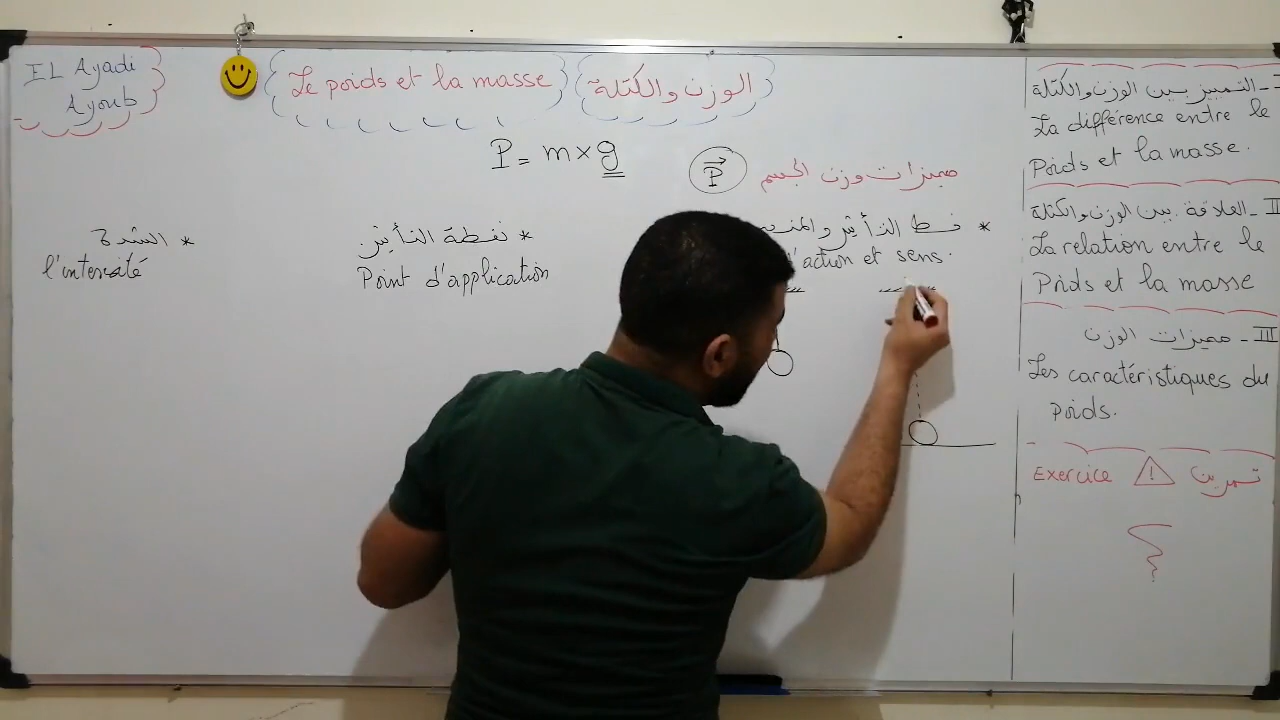 EL Ayadi
Ayoub
Le poids et la masse
الوزن والكتلة
P = m × g
P مميزات وزن الجسم
* خط التأثير والمنحى
d'action et sens.
* نقطة التأثير
Point d'application
* الشدة
l'intensité
I - التمييز بين الوزن والكتلة
La différence entre le
Poids et la masse.
II - العلاقة بين الوزن والكتلة
La relation entre le
Poids et la masse
III - مميزات الوزن
Les caractéristiques du
Poids.
Exercice ! تمرين